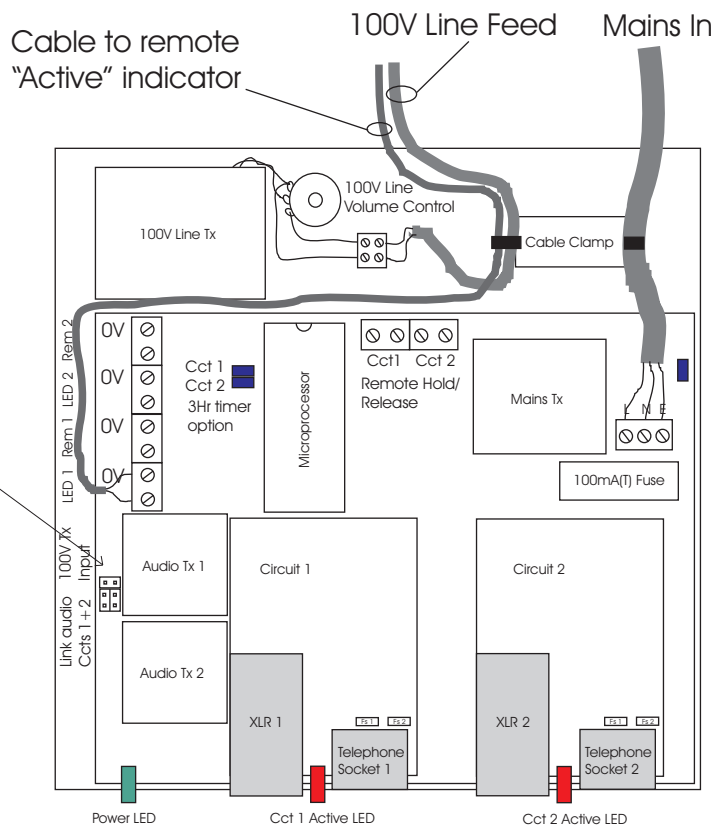 Cable to remote
“Active” indicator
100V Line Feed
Mains In
100V Line
Volume Control
100V Line Tx
Cable Clamp
Rem 2
LED 2
Rem 1
LED 1
0V
0V
0V
0V
Cct 1
Cct 2
3Hr timer
option
Microprocessor
Cct1 Cct 2
Remote Hold/
Release
Mains Tx
L N E
100mA(T) Fuse
100V Tx
Input
Link audio
Ccts 1+2
Audio Tx 1
Audio Tx 2
Circuit 1
Circuit 2
XLR 1
Fs 1 Fs 2
Telephone
Socket 1
XLR 2
Fs 1 Fs 2
Telephone
Socket 2
Power LED
Cct 1 Active LED
Cct 2 Active LED